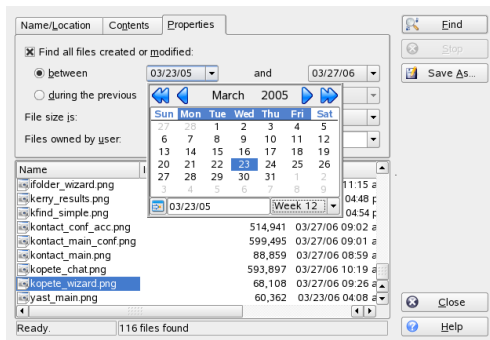 Name/Location Contents Properties
Find
Find all files created or modified:
Stop
between 03/23/05 and 03/27/06
Save As...
during the previous
March 2005
File size is:
Sun Mon Tue Wed Thu Fri Sat
27 28 1 2 3 4 5
Files owned by user:
6 7 8 9 10 11 12
13 14 15 16 17 18 19
20 21 22 23 24 25 26
27 28 29 30 31 1 2
3 4 5 6 7 8 9
03/23/05 Week 12
Name
ifolder_wizard.png 11:15 a
kerry_results.png 04:48 p
kfind_simple.png 04:54 p
kontact_conf_acc.png 514,941 03/27/06 09:02 a
kontact_main_conf.png 599,495 03/27/06 09:01 a
kontact_main.png 88,859 03/27/06 08:59 a
kopete_chat.png 593,897 03/27/06 10:19 a
kopete_wizard.png 68,108 03/27/06 09:26 a
yast_main.png 60,362 03/23/06 04:08 a
Close
Ready. 116 files found
Help